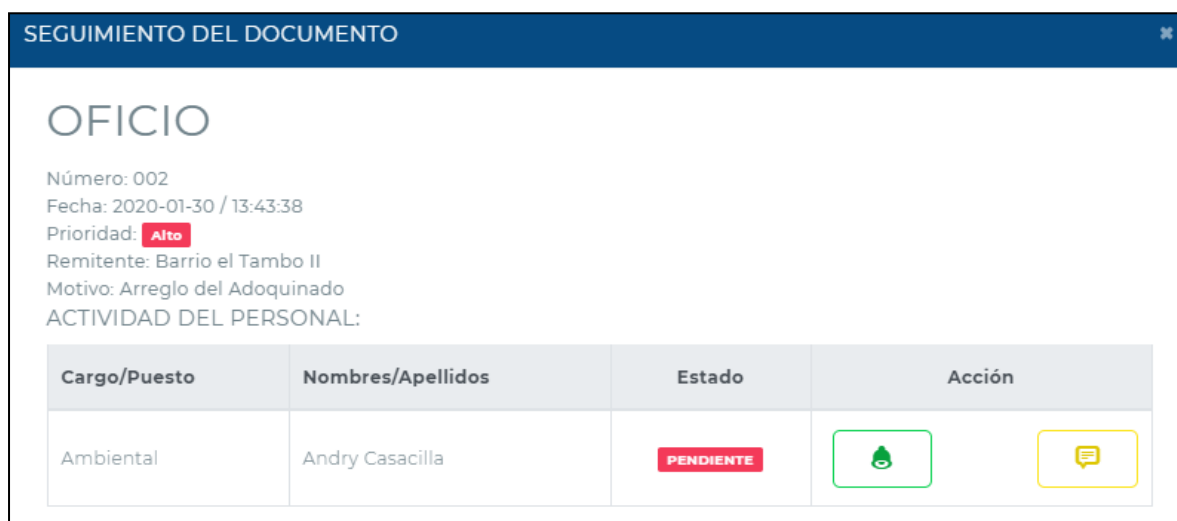 SEGUIMIENTO DEL DOCUMENTO
OFICIO
Número: 002
Fecha: 2020-01-30 / 13:43:38
Prioridad: Alto
Remitente: Barrio el Tambo II
Motivo: Arreglo del Adoquinado
ACTIVIDAD DEL PERSONAL:
Cargo/Puesto Nombres/Apellidos Estado Acción
Ambiental Andry Casacilla PENDIENTE